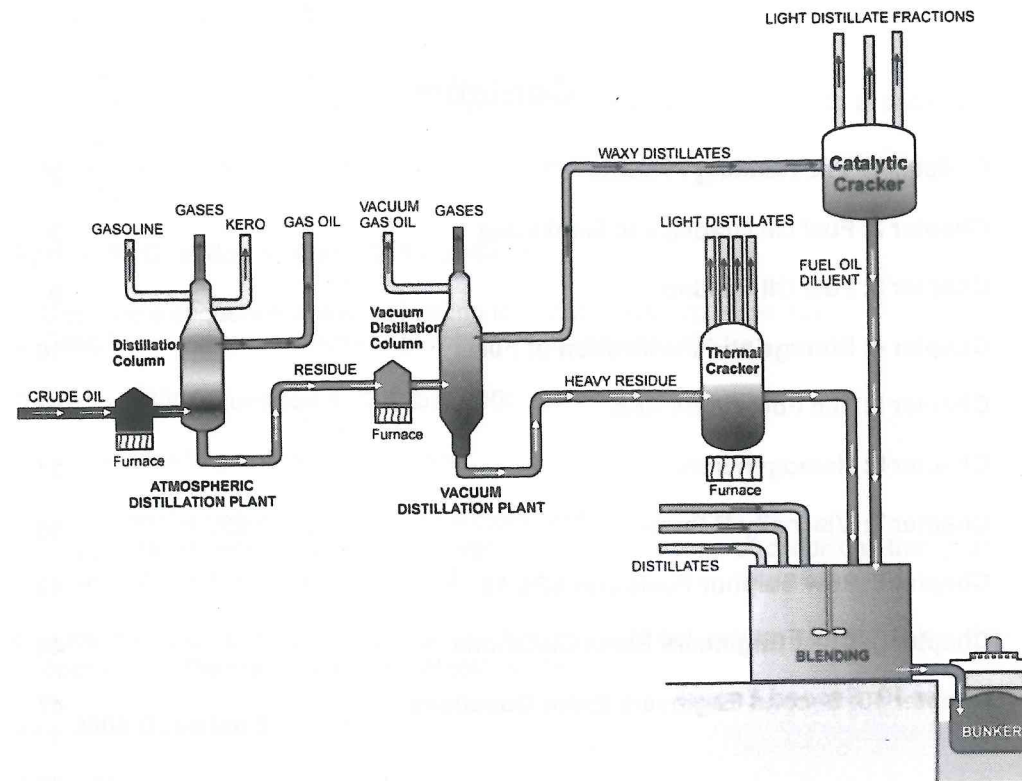 LIGHT DISTILLATE FRACTIONS
Catalytic
Cracker
WAXY DISTILLATES
GASOLINE
GASES
KERO
GAS OIL
VACUUM
GAS OIL
GASES
LIGHT DISTILLATES
FUEL OIL
DILUENT
Distillation
Column
Vacuum
Distillation
Column
Thermal
Cracker
CRUDE OIL
RESIDUE
HEAVY RESIDUE
Furnace
Furnace
Furnace
ATMOSPHERIC
DISTILLATION PLANT
VACUUM
DISTILLATION PLANT
DISTILLATES
BLENDING
BUNKER